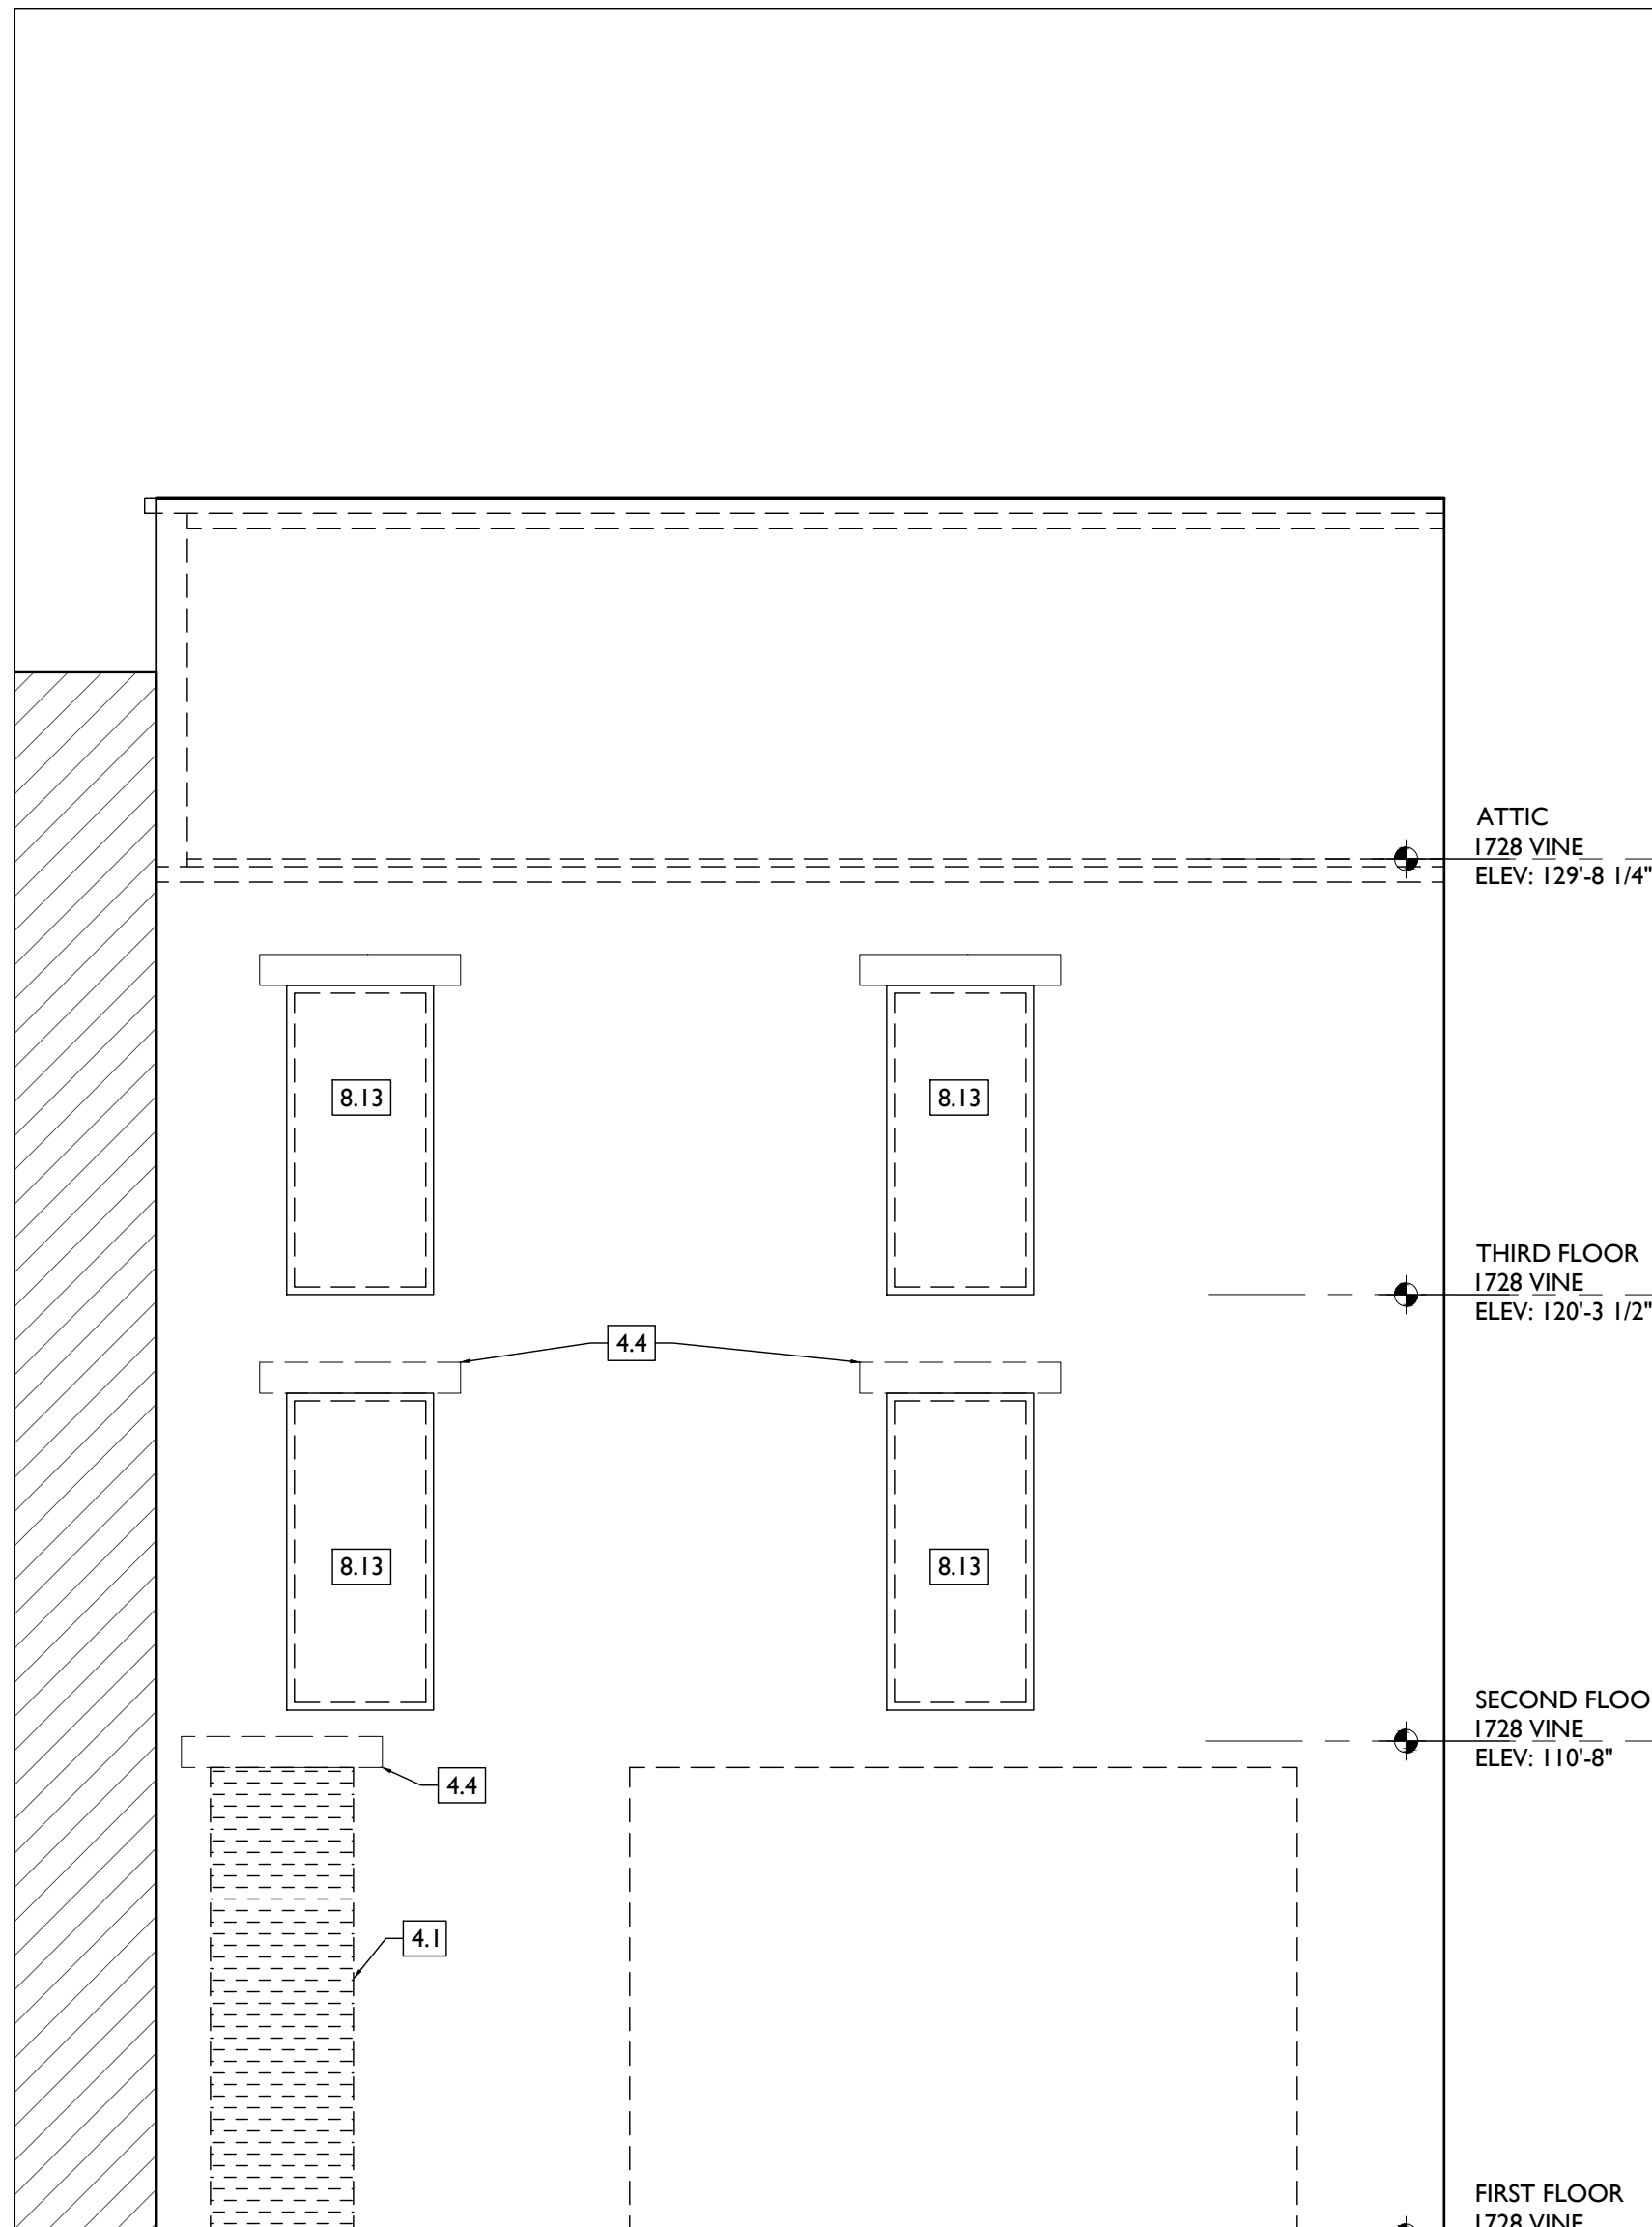 ATTIC
1728 VINE
ELEV: 129'-8 1/4"
8.13
8.13
THIRD FLOOR
1728 VINE
ELEV: 120'-3 1/2"
4.4
8.13
8.13
SECOND FLOO
1728 VINE
ELEV: 110'-8"
4.4
4.1
FIRST FLOOR
1728 VINE